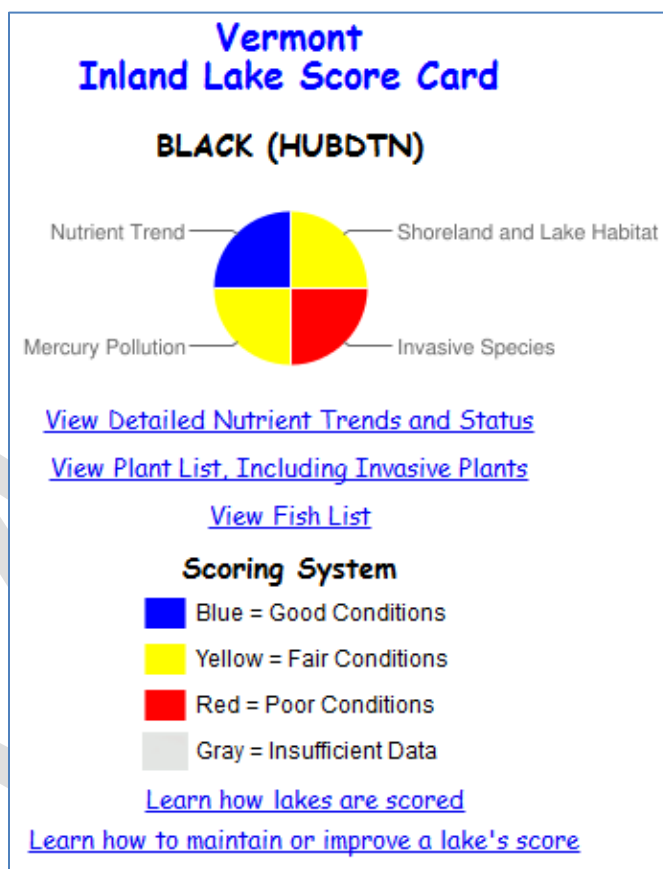 Vermont
Inland Lake Score Card
BLACK (HUBDTN)
Nutrient Trend
Shoreland and Lake Habitat
Mercury Pollution
Invasive Species
View Detailed Nutrient Trends and Status
View Plant List, Including Invasive Plants
View Fish List
Scoring System
Blue = Good Conditions
Yellow = Fair Conditions
Red = Poor Conditions
Gray = Insufficient Data
Learn how lakes are scored
Learn how to maintain or improve a lake's score